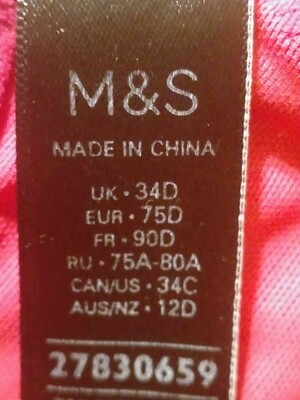 M&S
MADE IN CHINA
UK • 34D
EUR • 75D
FR • 90D
RU • 75A-80A
CAN/US • 34C
AUS/NZ • 12D
27830659